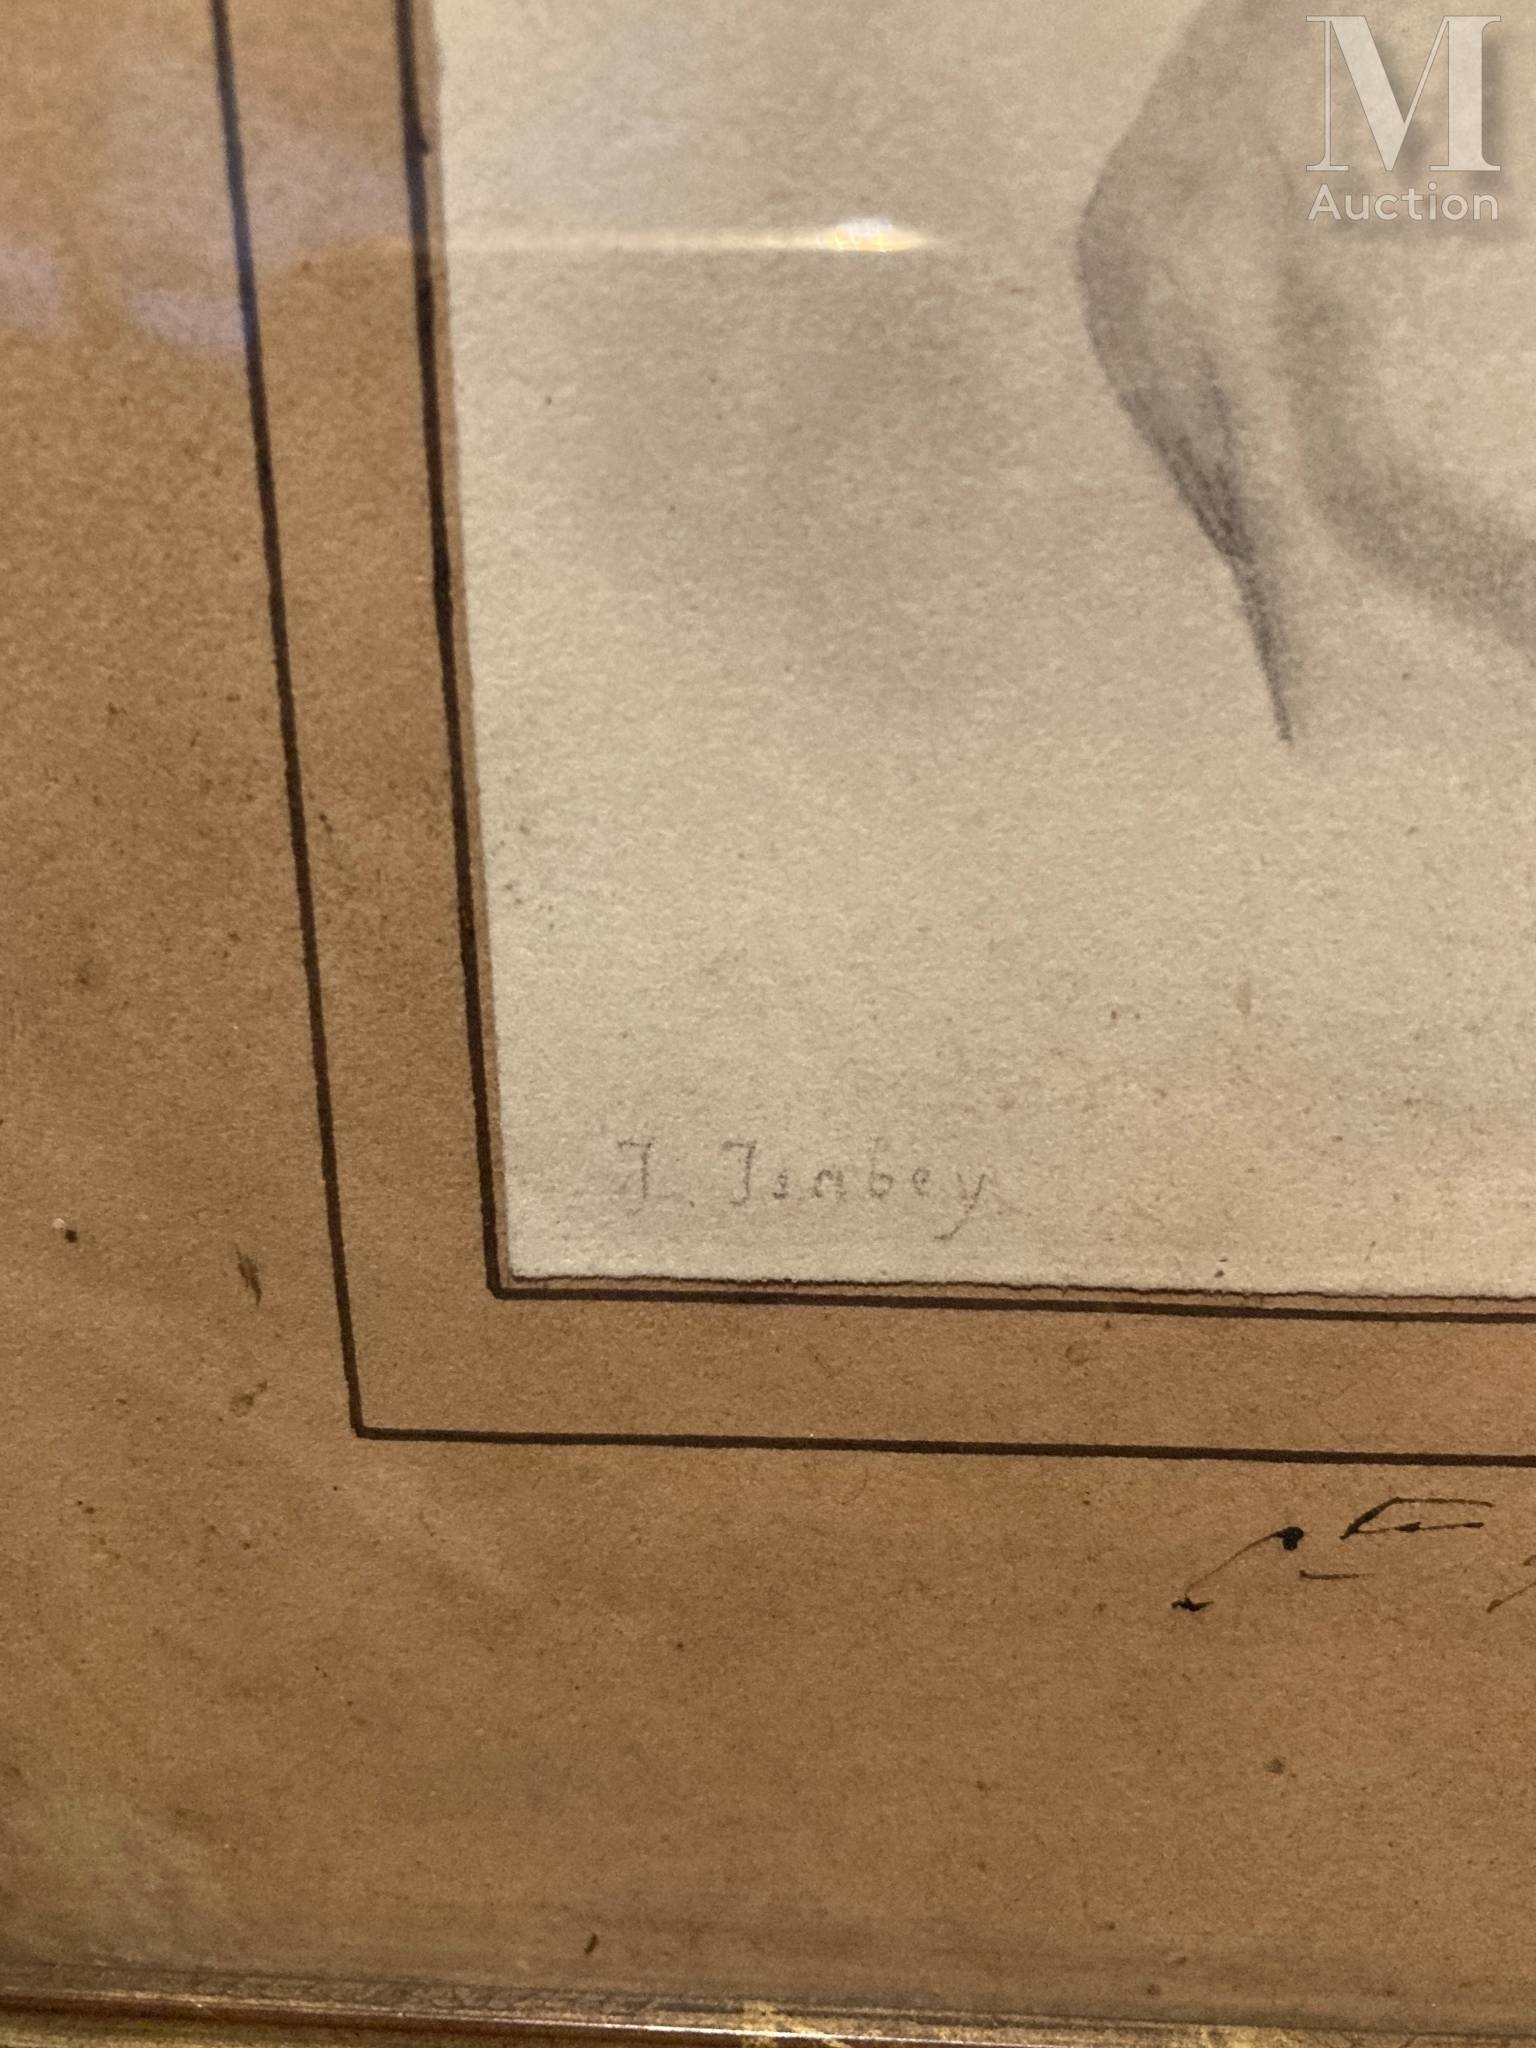 M
Auction
J. Isabey